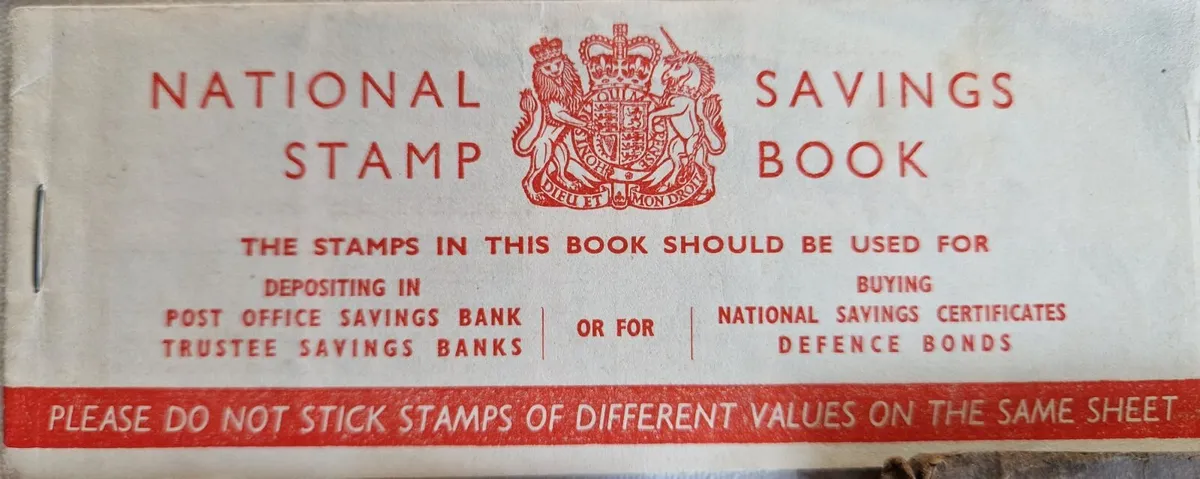 NATIONAL SAVINGS
STAMP BOOK
HONI SOIT QUI MAL Y PENSE
DIEU ET MON DROIT
THE STAMPS IN THIS BOOK SHOULD BE USED FOR
DEPOSITING IN
POST OFFICE SAVINGS BANK
TRUSTEE SAVINGS BANKS
OR FOR
BUYING
NATIONAL SAVINGS CERTIFICATES
DEFENCE BONDS
PLEASE DO NOT STICK STAMPS OF DIFFERENT VALUES ON THE SAME SHEET